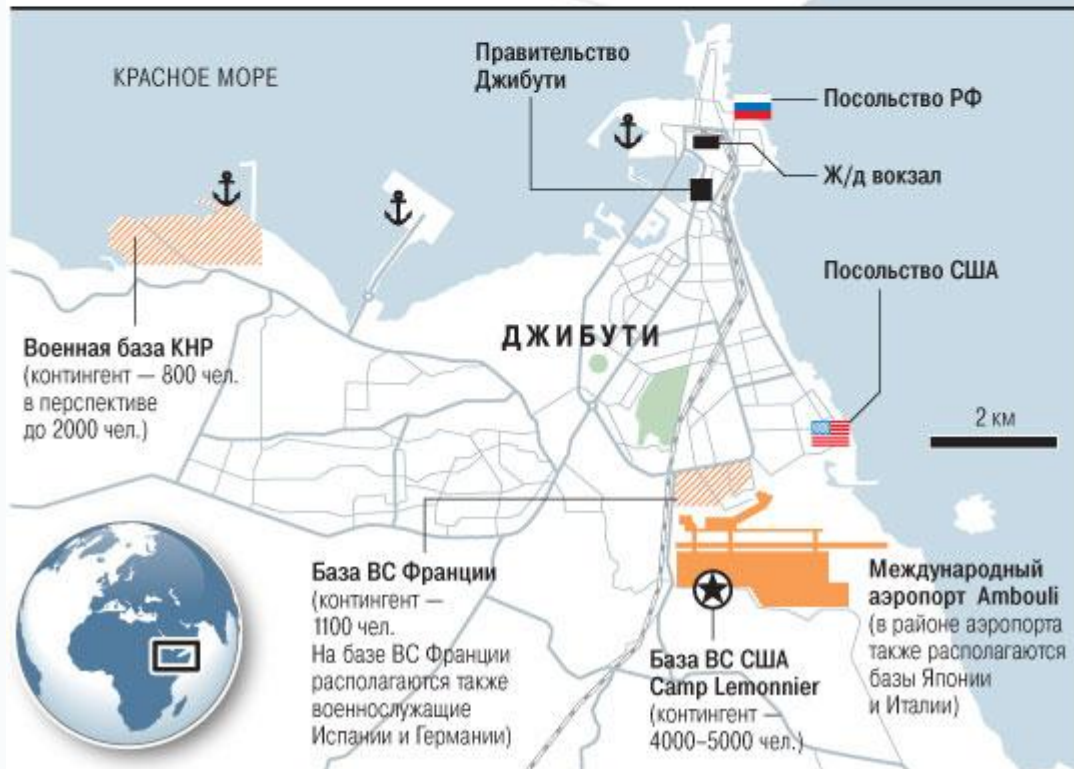 КРАСНОЕ МОРЕ
Правительство
Джибути
Посольство РФ
Ж/д вокзал
Посольство США
ДЖИБУТИ
Военная база КНР
(контингент — 800 чел.
в перспективе
до 2000 чел.)
2 км
База ВС Франции
(контингент —
1100 чел.
На базе ВС Франции
располагаются также
военнослужащие
Испании и Германии)
База ВС США
Camp Lemonnier
(контингент —
4000–5000 чел.)
Международный
аэропорт Ambouli
(в районе аэропорта
также располагаются
базы Японии
и Италии)